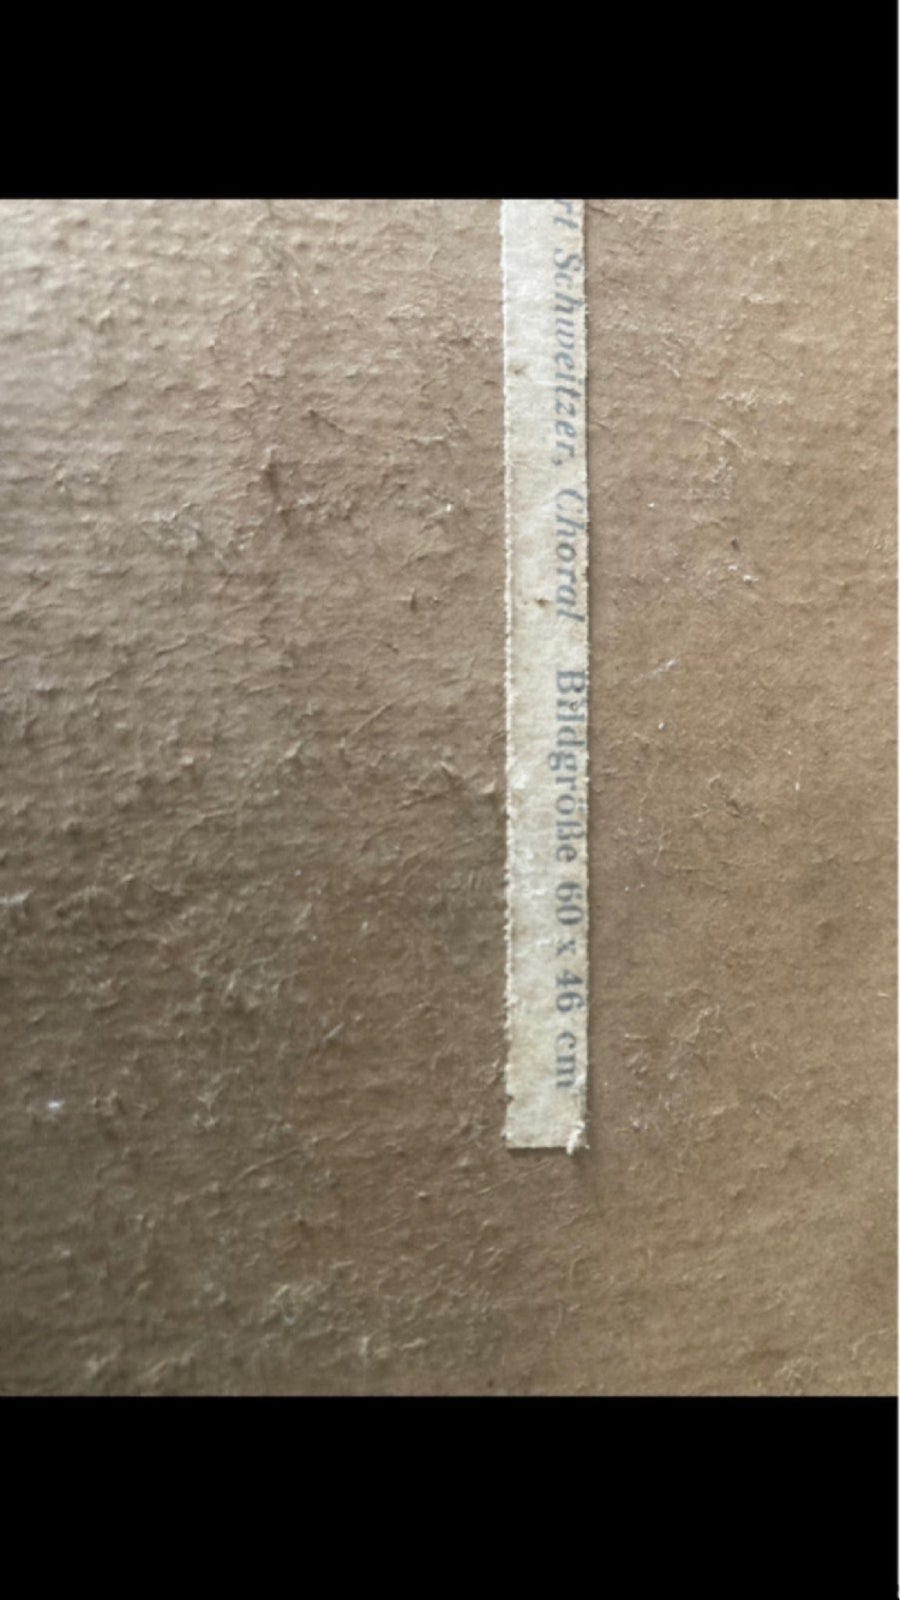 rt Schweitzer, Choral Bildgröße 60 x 46 cm